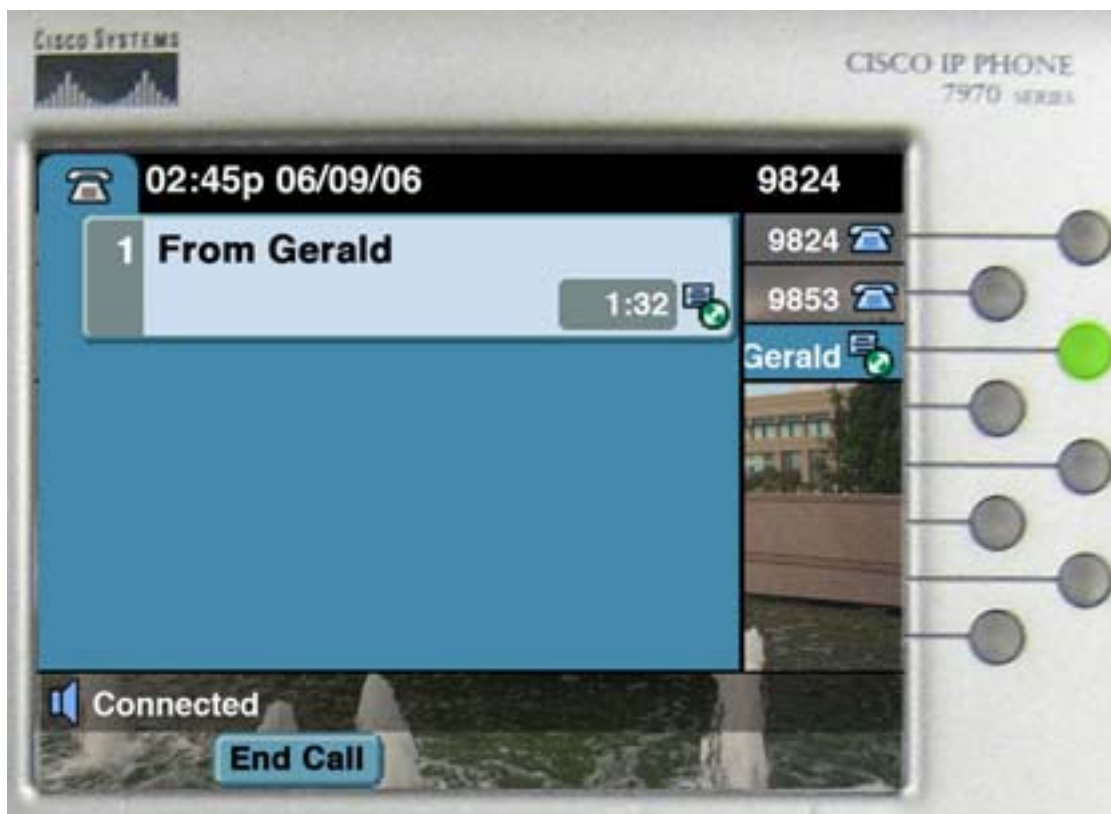 CISCO SYSTEMS
CISCO IP PHONE
7970 SERIES
02:45p 06/09/06
9824
1 From Gerald
1:32
9824
9853
Gerald
Connected
End Call